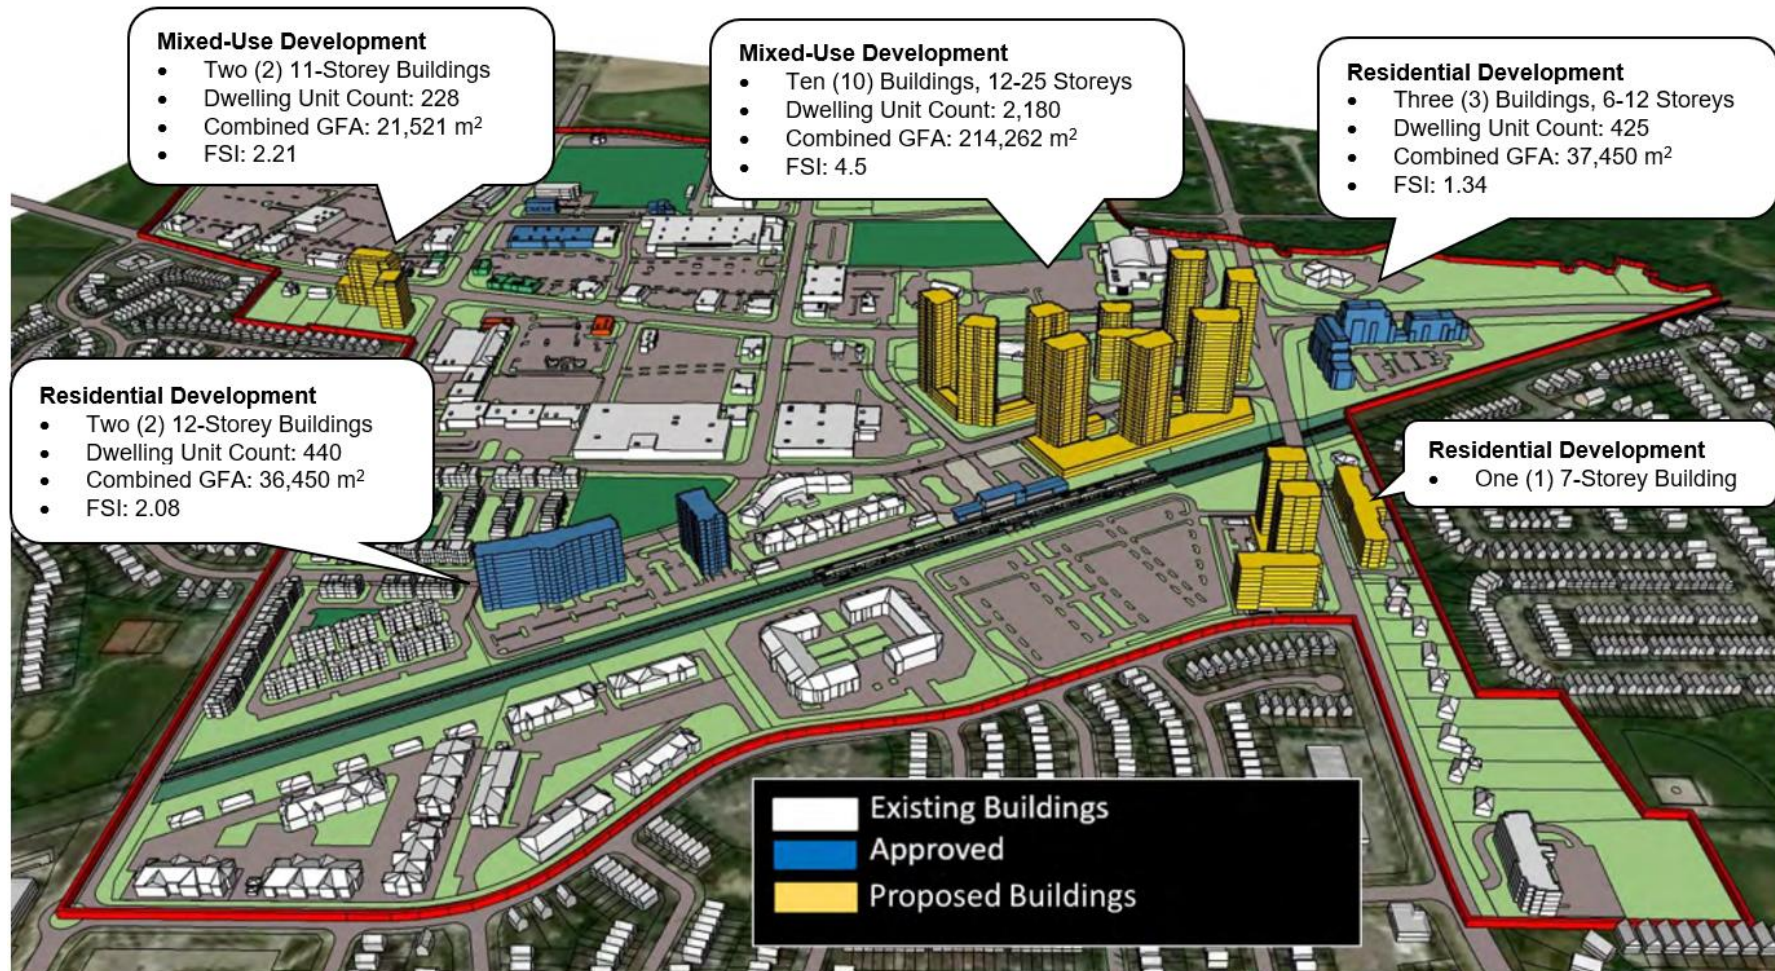 Mixed-Use Development
• Two (2) 11-Storey Buildings
• Dwelling Unit Count: 228
• Combined GFA: 21,521 m²
• FSI: 2.21
Mixed-Use Development
• Ten (10) Buildings, 12-25 Storeys
• Dwelling Unit Count: 2,180
• Combined GFA: 214,262 m²
• FSI: 4.5
Residential Development
• Three (3) Buildings, 6-12 Storeys
• Dwelling Unit Count: 425
• Combined GFA: 37,450 m²
• FSI: 1.34
Residential Development
• Two (2) 12-Storey Buildings
• Dwelling Unit Count: 440
• Combined GFA: 36,450 m²
• FSI: 2.08
Residential Development
• One (1) 7-Storey Building
Existing Buildings
Approved
Proposed Buildings